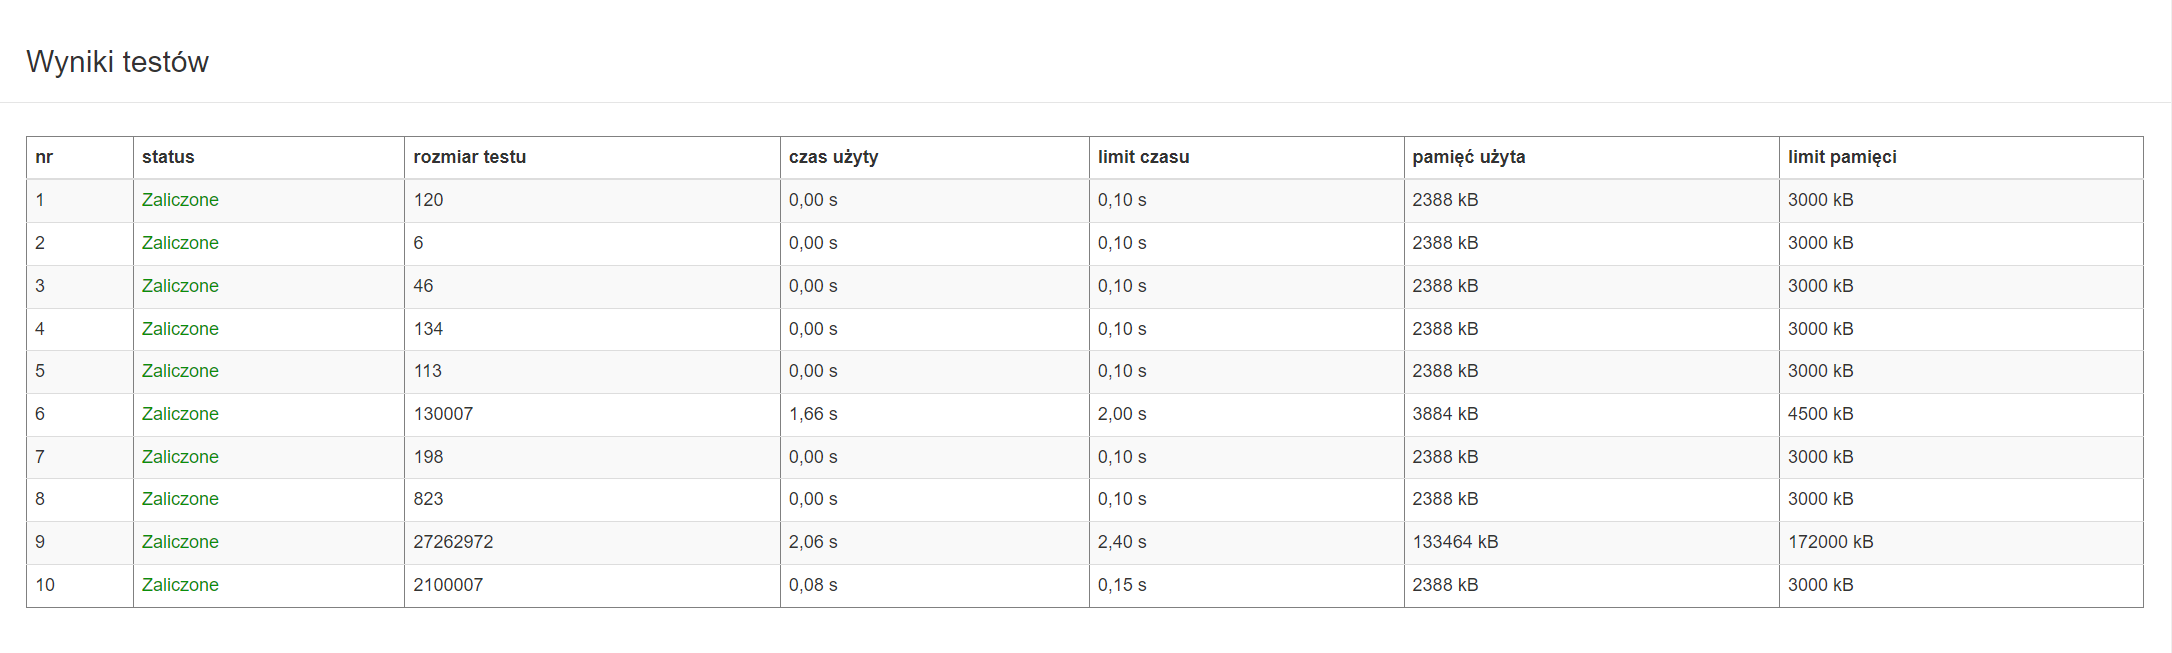 Wyniki testów
nr status rozmiar testu czas użyty limit czasu pamięć użyta limit pamięci
1 Zaliczone 120 0,00 s 0,10 s 2388 kB 3000 kB
2 Zaliczone 6 0,00 s 0,10 s 2388 kB 3000 kB
3 Zaliczone 46 0,00 s 0,10 s 2388 kB 3000 kB
4 Zaliczone 134 0,00 s 0,10 s 2388 kB 3000 kB
5 Zaliczone 113 0,00 s 0,10 s 2388 kB 3000 kB
6 Zaliczone 130007 1,66 s 2,00 s 3884 kB 4500 kB
7 Zaliczone 198 0,00 s 0,10 s 2388 kB 3000 kB
8 Zaliczone 823 0,00 s 0,10 s 2388 kB 3000 kB
9 Zaliczone 27262972 2,06 s 2,40 s 133464 kB 172000 kB
10 Zaliczone 2100007 0,08 s 0,15 s 2388 kB 3000 kB